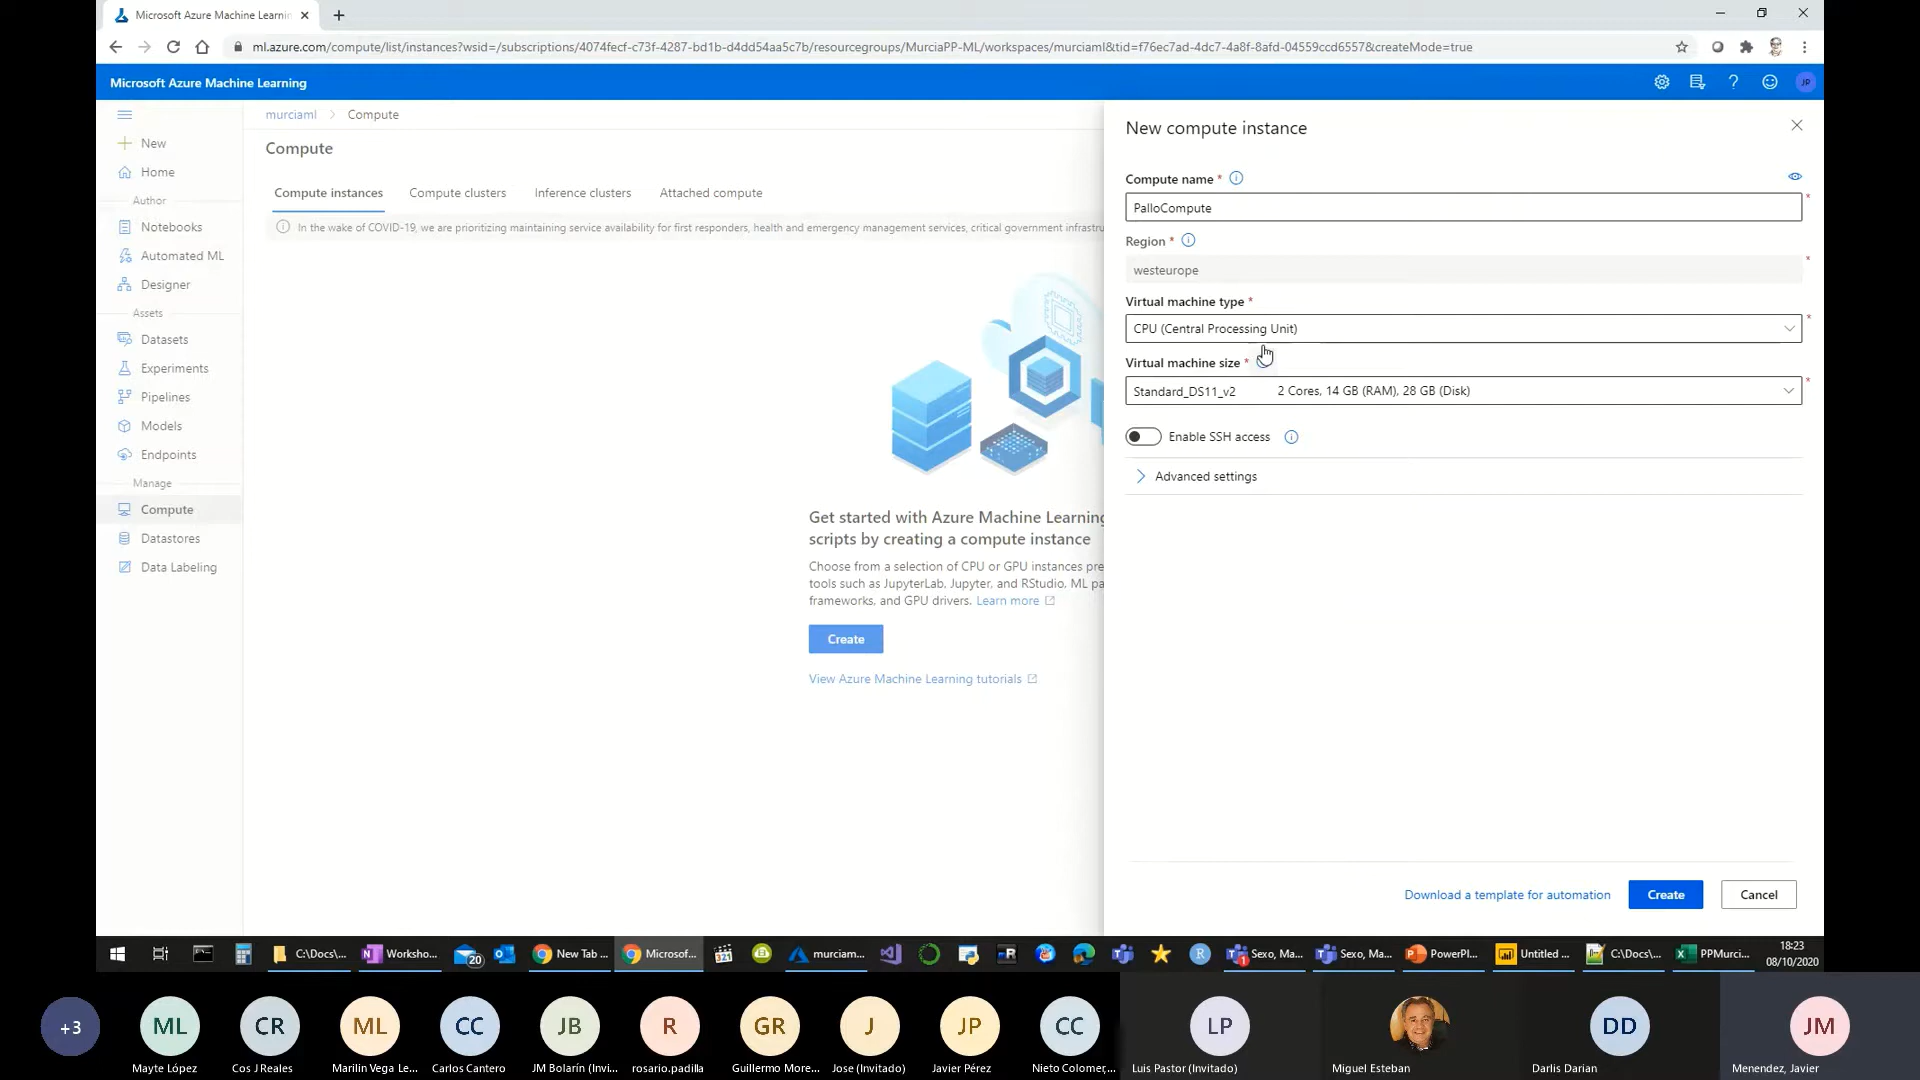 Microsoft Azure Machine Learnin
ml.azure.com/compute/list/instances?wsid=/subscriptions/4074fecf-c73f-4287-bd1b-d4dd54aa5c7b/resourcegroups/MurciaPP-ML/workspaces/murciaml&tid=f76ec7ad-4dc7-4a8f-8afd-04559ccd6557&createMode=true
Microsoft Azure Machine Learning
JP
New
Home
Author
Notebooks
Automated ML
Designer
Assets
Datasets
Experiments
Pipelines
Models
Endpoints
Manage
Compute
Datastores
Data Labeling
murciaml > Compute
Compute
Compute instances
Compute clusters
Inference clusters
Attached compute
In the wake of COVID-19, we are prioritizing maintaining service availability for first responders, health and emergency management services, critical government infrastru
Get started with Azure Machine Learning
scripts by creating a compute instance
Choose from a selection of CPU or GPU instances pre
tools such as JupyterLab, Jupyter, and RStudio, ML pa
frameworks, and GPU drivers. Learn more
Create
View Azure Machine Learning tutorials
New compute instance
Compute name *
PalloCompute
Region *
westeurope
Virtual machine type *
CPU (Central Processing Unit)
Virtual machine size *
Standard_DS11_v2 2 Cores, 14 GB (RAM), 28 GB (Disk)
Enable SSH access
Advanced settings
Download a template for automation
Create
Cancel
C:\Docs\...
Worksho...
20
New Tab ...
Microsof...
321
murciam...
R
R
1
Sexo, Ma...
Sexo, Ma...
PowerPl...
Untitled ...
C:\Docs\...
PPMurci...
18:23
08/10/2020
+3
ML
Mayte López
CR
Cos J Reales
ML
Marilin Vega Le...
CC
Carlos Cantero
JB
JM Bolarín (Invi...
R
rosario.padilla
GR
Guillermo More...
J
Jose (Invitado)
JP
Javier Pérez
CC
Nieto Colomer,...
LP
Luis Pastor (Invitado)
Miguel Esteban
DD
Darlis Darian
JM
Menendez, Javier